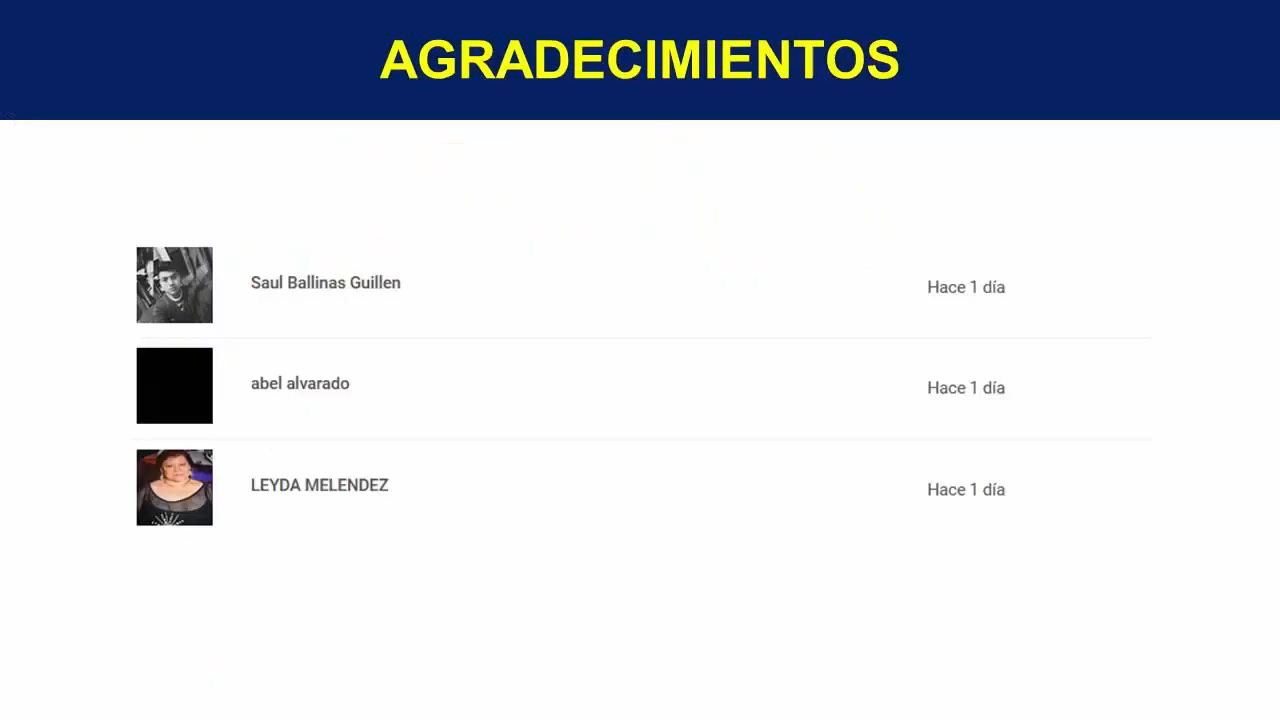 AGRADECIMIENTOS
Saul Ballinas Guillen
Hace 1 día
abel alvarado
Hace 1 día
LEYDA MELENDEZ
Hace 1 día